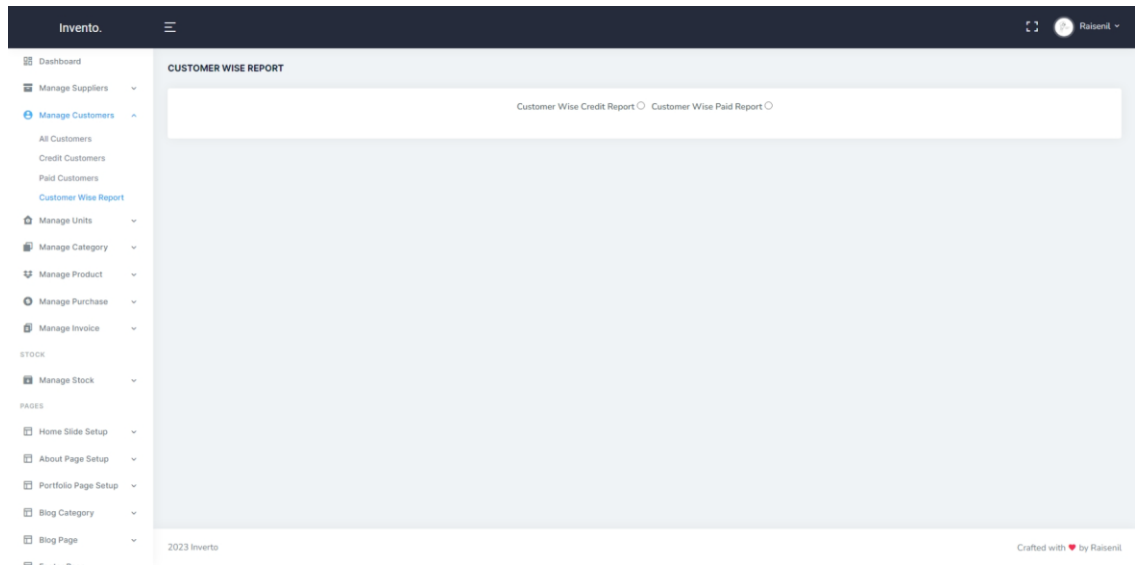 Invento.
Raisenil
Dashboard
Manage Suppliers
Manage Customers
All Customers
Credit Customers
Paid Customers
Customer Wise Report
Manage Units
Manage Category
Manage Product
Manage Purchase
Manage Invoice
STOCK
Manage Stock
PAGES
Home Slide Setup
About Page Setup
Portfolio Page Setup
Blog Category
Blog Page
CUSTOMER WISE REPORT
Customer Wise Credit Report Customer Wise Paid Report
2023 Inverto
Crafted with ♥ by Raisenil